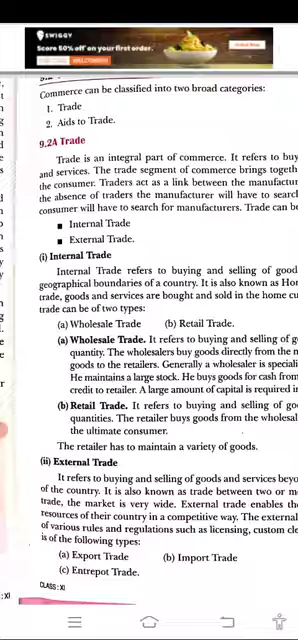 SWIGGY
Score 60% off on your first order.
Commerce can be classified into two broad categories:
1. Trade
2. Aids to Trade.
9.2A Trade
Trade is an integral part of commerce. It refers to buy
and services. The trade segment of commerce brings togeth
the consumer. Traders act as a link between the manufactur
the absence of traders the manufacturer will have to search
consumer will have to search for manufacturers. Trade can be
■ Internal Trade
■ External Trade.
(i) Internal Trade
Internal Trade refers to buying and selling of good
geographical boundaries of a country. It is also known as Hor
trade, goods and services are bought and sold in the home cu
trade can be of two types:
(a) Wholesale Trade (b) Retail Trade.
(a) Wholesale Trade. It refers to buying and selling of g
quantity. The wholesalers buy goods directly from the m
goods to the retailers. Generally a wholesaler is speciali
He maintains a large stock. He buys goods for cash from
credit to retailer. A large amount of capital is required in
(b) Retail Trade. It refers to buying and selling of go
quantities. The retailer buys goods from the wholesal
the ultimate consumer.
The retailer has to maintain a variety of goods.
(ii) External Trade
It refers to buying and selling of goods and services beyo
of the country. It is also known as trade between two or m
trade, the market is very wide. External trade enables the
resources of their country in a competitive way. The external
of various rules and regulations such as licensing, custom cle
is of the following types:
(a) Export Trade (b) Import Trade
(c) Entrepot Trade.
CLASS : XI
: XI